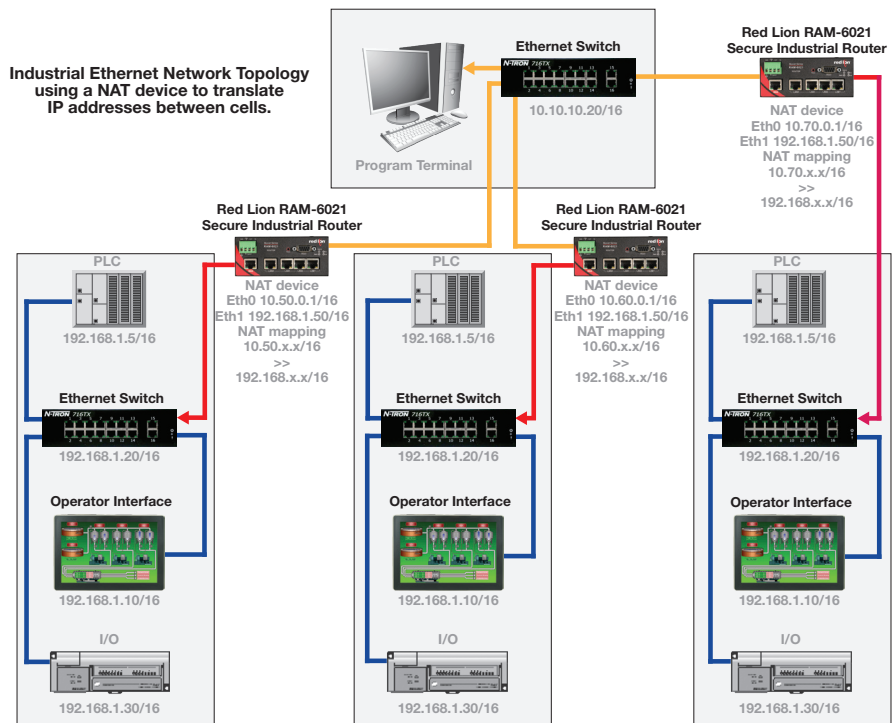 Industrial Ethernet Network Topology
using a NAT device to translate
IP addresses between cells.
Program Terminal
Ethernet Switch
N-TRON 716TX
10.10.10.20/16
Red Lion RAM-6021
Secure Industrial Router
red lion
NAT device
Eth0 10.70.0.1/16
Eth1 192.168.1.50/16
NAT mapping
10.70.x.x/16
>>
192.168.x.x/16
Red Lion RAM-6021
Secure Industrial Router
red lion
NAT device
Eth0 10.50.0.1/16
Eth1 192.168.1.50/16
NAT mapping
10.50.x.x/16
>>
192.168.x.x/16
Red Lion RAM-6021
Secure Industrial Router
red lion
NAT device
Eth0 10.60.0.1/16
Eth1 192.168.1.50/16
NAT mapping
10.60.x.x/16
>>
192.168.x.x/16
PLC
192.168.1.5/16
Ethernet Switch
N-TRON 716TX
192.168.1.20/16
Operator Interface
192.168.1.10/16
I/O
192.168.1.30/16
PLC
192.168.1.5/16
Ethernet Switch
N-TRON 716TX
192.168.1.20/16
Operator Interface
192.168.1.10/16
I/O
192.168.1.30/16
PLC
192.168.1.5/16
Ethernet Switch
N-TRON 716TX
192.168.1.20/16
Operator Interface
192.168.1.10/16
I/O
192.168.1.30/16